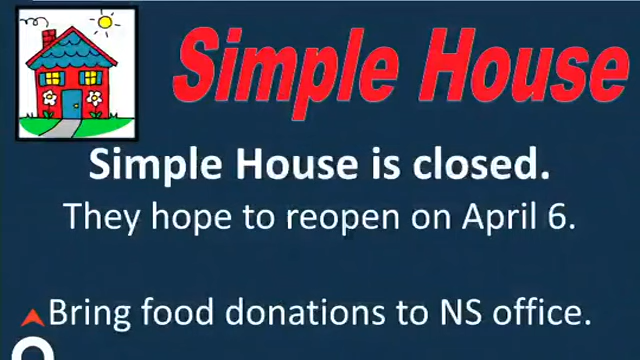 Simple House
Simple House is closed.
They hope to reopen on April 6.
Bring food donations to NS office.